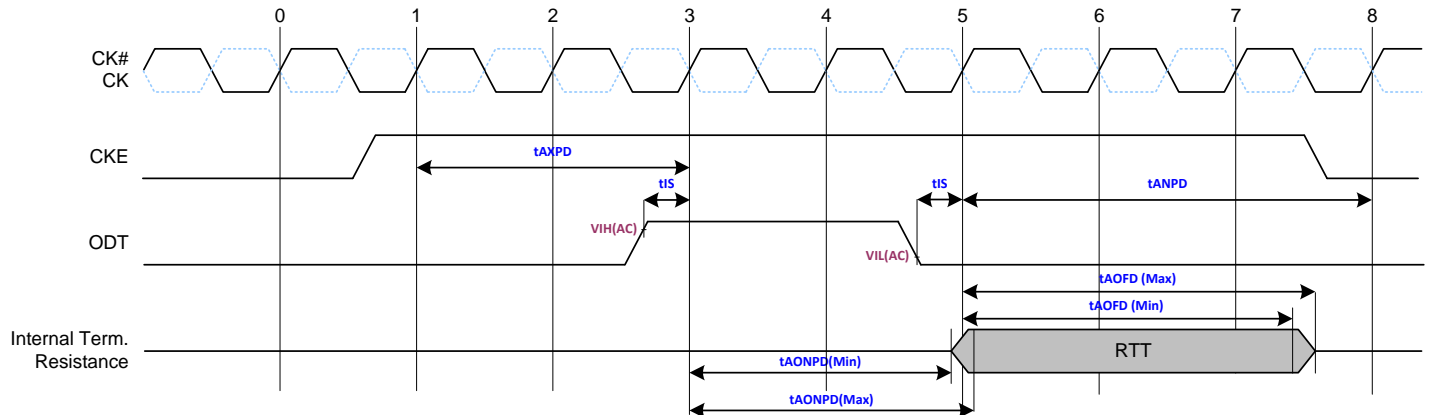 0 1 2 3 4 5 6 7 8
CK#
CK
CKE
tAXPD
tIS
tIS
tANPD
VIH(AC)
ODT
VIL(AC)
tAOFD (Max)
tAOFD (Min)
Internal Term.
Resistance
RTT
tAONPD(Min)
tAONPD(Max)